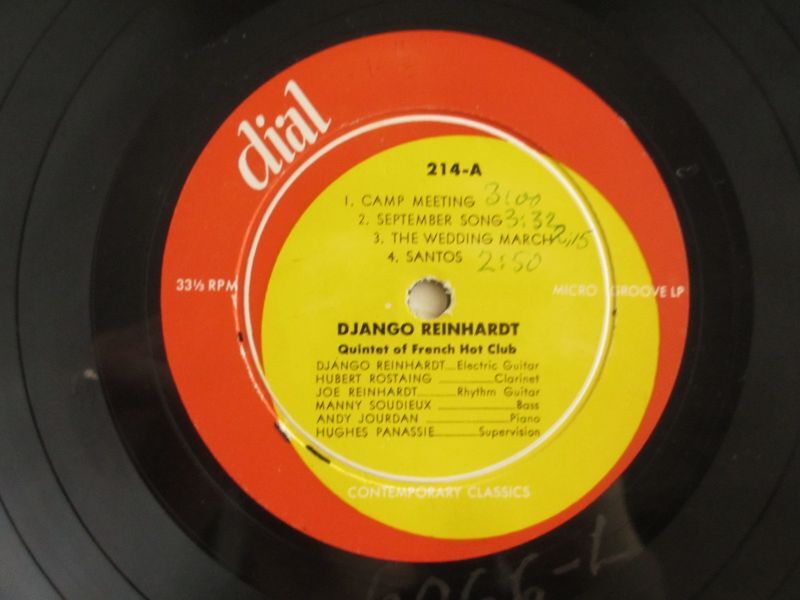 dial
214-A
1. CAMP MEETING 3:00
2. SEPTEMBER SONG 3:32
3. THE WEDDING MARCH 2:15
4. SANTOS 2:50
33⅓ RPM
MICRO GROOVE LP
DJANGO REINHARDT
Quintet of French Hot Club
DJANGO REINHARDT Electric Guitar
HUBERT ROSTAING Clarinet
JOE REINHARDT Rhythm Guitar
MANNY SOUDIEUX Bass
ANDY JOURDAN Piano
HUGHES PANASSIE Supervision
CONTEMPORARY CLASSICS